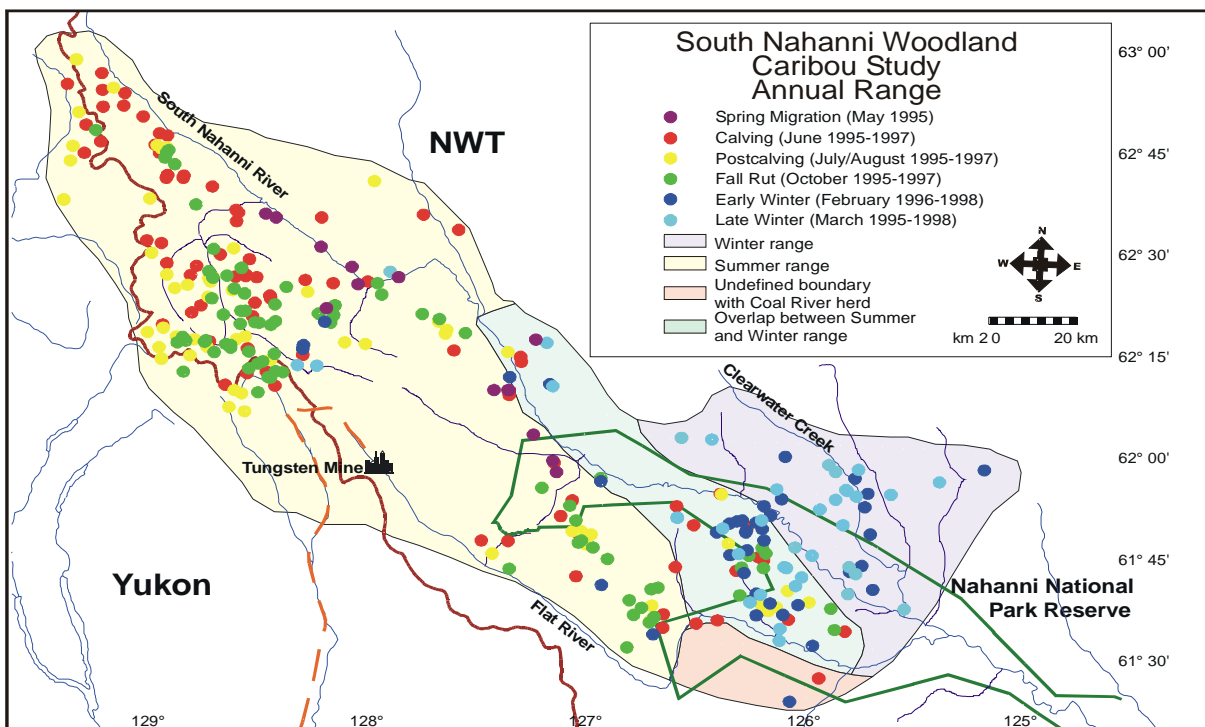 South Nahanni Woodland
Caribou Study
Annual Range
Spring Migration (May 1995)
Calving (June 1995-1997)
Postcalving (July/August 1995-1997)
Fall Rut (October 1995-1997)
Early Winter (February 1996-1998)
Late Winter (March 1995-1998)
Winter range
Summer range
Undefined boundary
with Coal River herd
Overlap between Summer
and Winter range
N
W E
S
km 2 0 20 km
63° 00'
62° 45'
62° 30'
62° 15'
62° 00'
61° 45'
61° 30'
South Nahanni River
NWT
Clearwater Creek
Tungsten Mine
Yukon
Flat River
Nahanni National
Park Reserve
129° 128° 127° 126° 125°